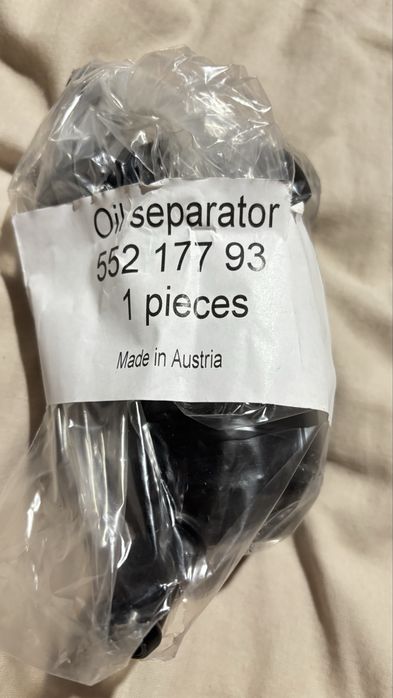 Oil separator
552 177 93
1 pieces
Made in Austria